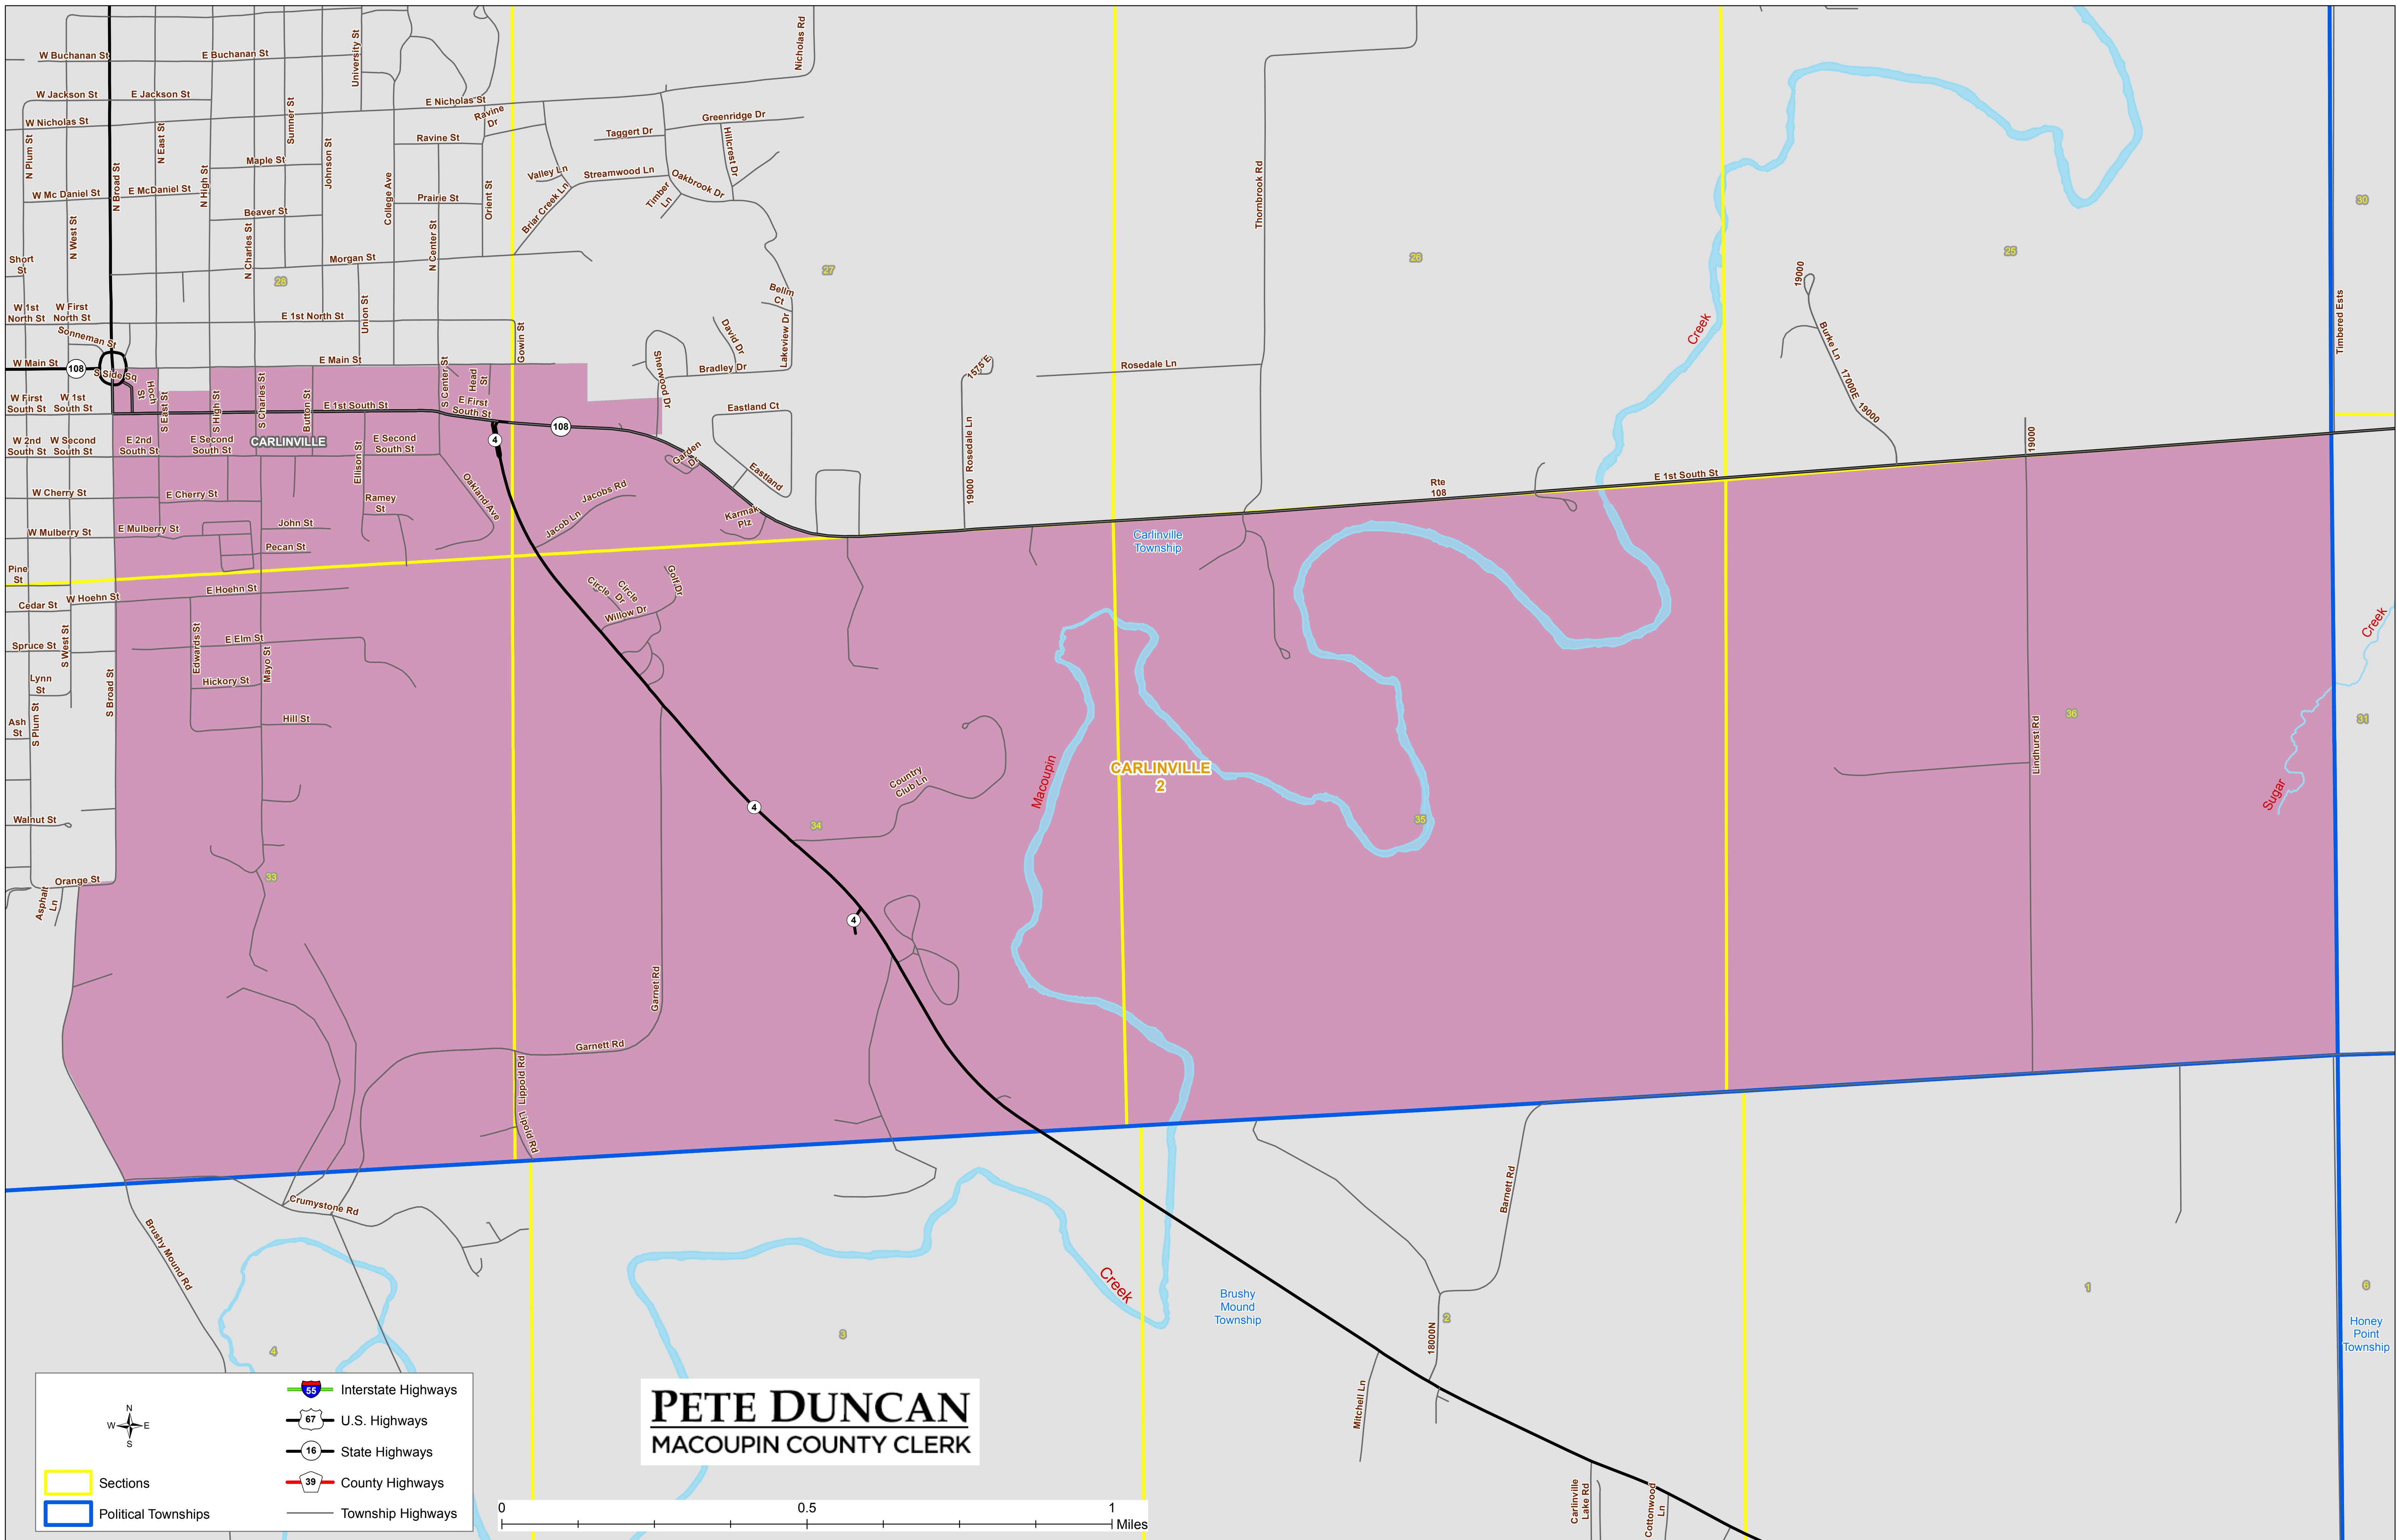 W Buchanan St
E Buchanan St
University St
Nicholas Rd
W Jackson St
E Jackson St
E Nicholas St
Ravine
Dr
W Nicholas St
Sumner St
N East St
N Plum St
N Broad St
N High St
Johnson St
College Ave
Ravine St
Taggert Dr
Greenridge Dr
Hillcrest Dr
Maple St
Valley Ln
Streamwood Ln
Oakbrook Dr
Timber
Ln
Briar Creek Ln
W Mc Daniel St
E McDaniel St
Prairie St
Orient St
Beaver St
N West St
N Charles St
N Center St
Thornbrook Rd
Short
St
Morgan St
28
27
26
25
30
Bellm
Ct
W 1st
North St
W First
North St
E 1st North St
Union St
Gowin St
David Dr
Lakeview Dr
Sonneman St
W Main St
108
S Side Sq
E Main St
Sherwood Dr
Bradley Dr
1575 E
Rosedale Ln
Creek
19000
Burke Ln
17000E
19000
Timbered Ests
Hoch
St
S East St
S High St
S Charles St
Button St
S Center St
Head
St
W First
South St
W 1st
South St
E 1st South St
E First
South St
108
4
Eastland Ct
19000 Rosedale Ln
19000
W 2nd
South St
W Second
South St
E 2nd
South St
E Second
South St
CARLINVILLE
Ellison St
E Second
South St
Oakland Ave
Garden
Dr
Eastland
Rte
108
E 1st South St
W Cherry St
E Cherry St
Ramey
St
Jacobs Rd
Jacob Ln
Karmak
Plz
W Mulberry St
E Mulberry St
John St
Pecan St
Carlinville
Township
Pine
St
Cedar St
W Hoehn St
E Hoehn St
Circle
Dr
Circle
Golf Dr
Willow Dr
Spruce St
S West St
Edwards St
E Elm St
Mayo St
Lynn
St
Hickory St
S Broad St
Ash
St
S Plum St
Hill St
Creek
36
31
Lindhurst Rd
Sugar
Macoupin
CARLINVILLE
2
Country
Club Ln
4
34
35
Walnut St
33
Orange St
Asphalt
Ln
4
Garnet Rd
Garnett Rd
Lippold Rd
Lipold Rd
Crumystone Rd
Brushy Mound Rd
Barnett Rd
Creek
Brushy
Mound
Township
4
3
2
1
6
18000N
Honey
Point
Township
Mitchell Ln
Carlinville
Lake Rd
Cottonwood
Ln
N
W
E
S
Sections
Political Townships
55
Interstate Highways
67
U.S. Highways
16
State Highways
39
County Highways
Township Highways
PETE DUNCAN
MACOUPIN COUNTY CLERK
0
0.5
1
Miles